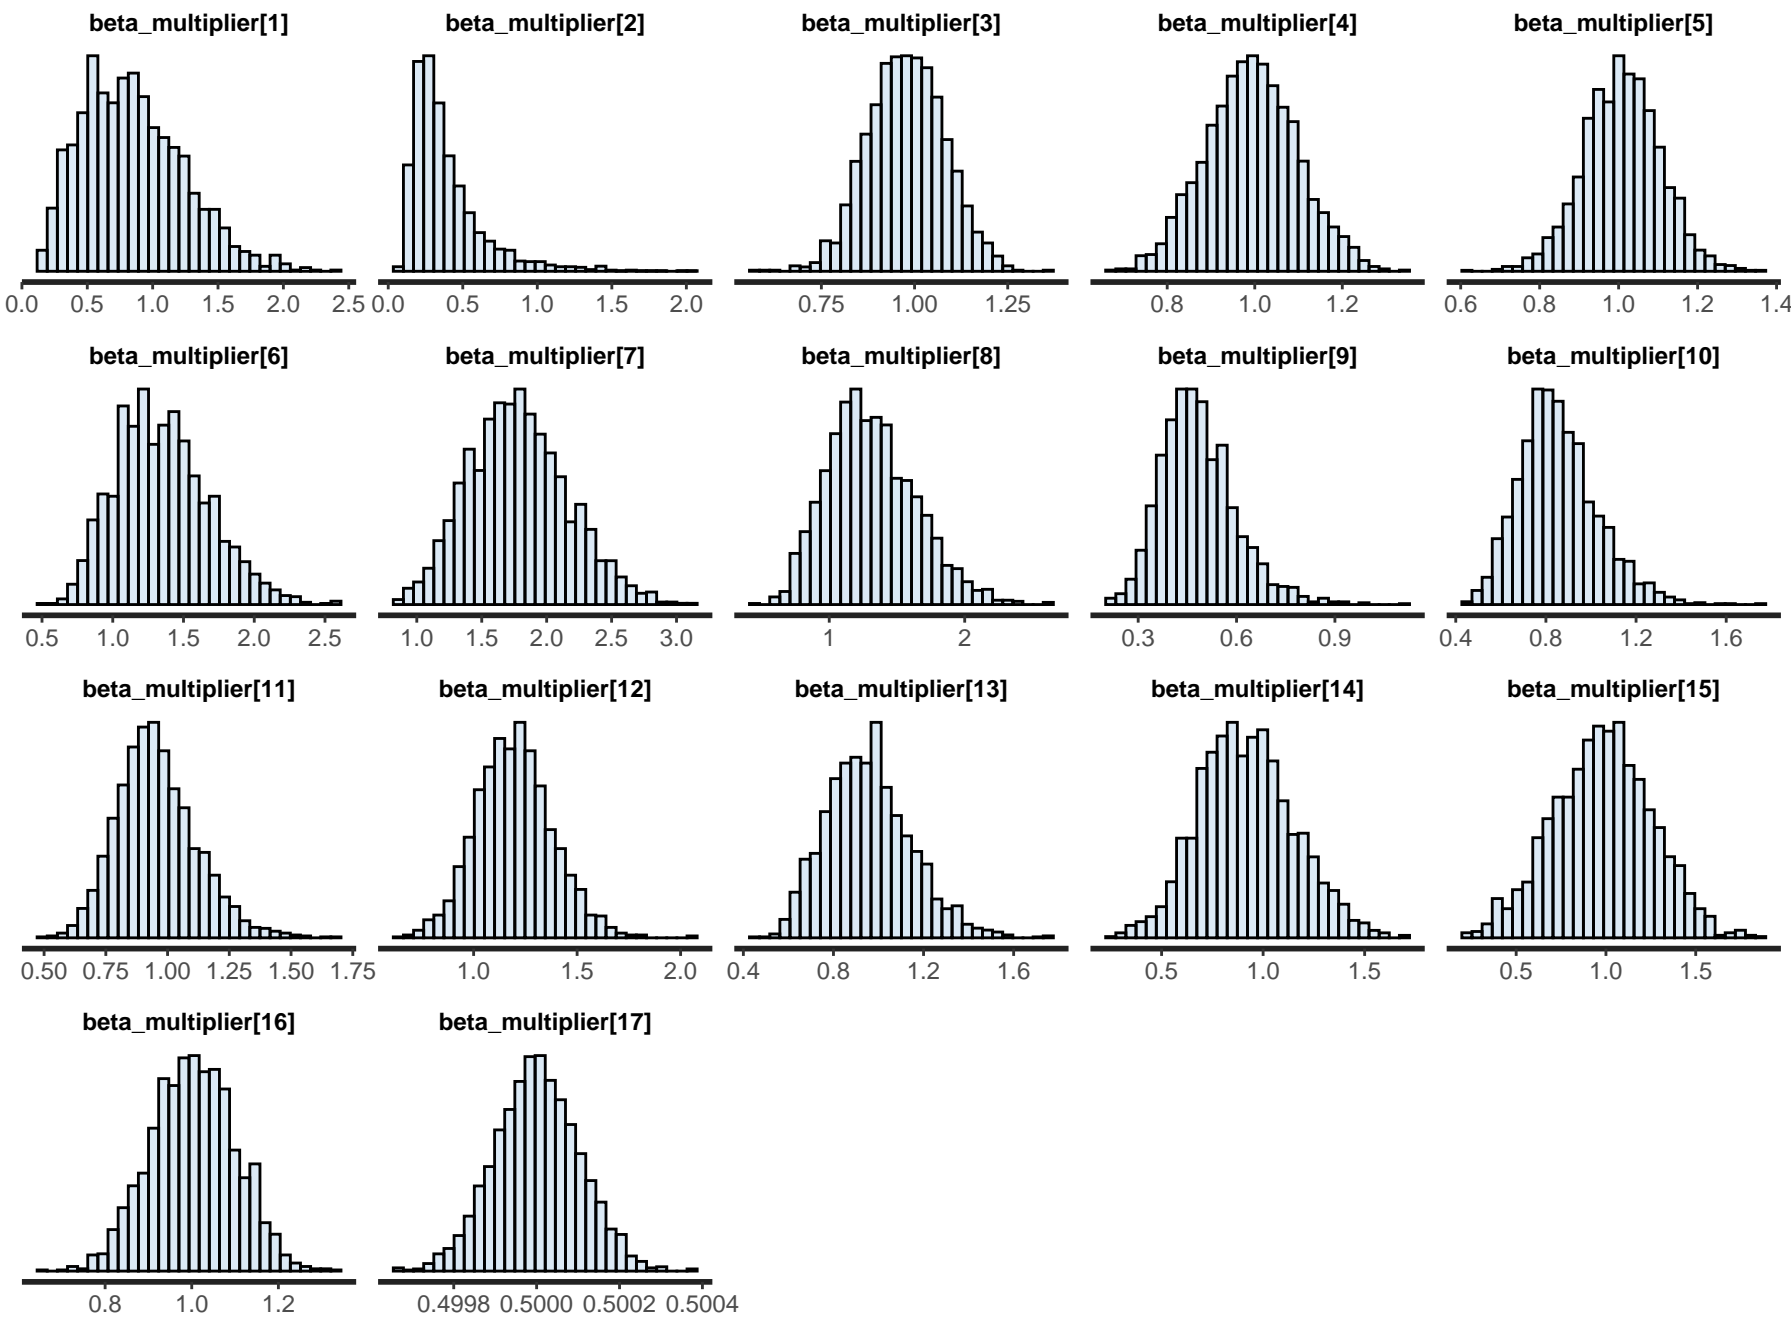 beta_multiplier[1] beta_multiplier[2] beta_multiplier[3] beta_multiplier[4] beta_multiplier[5]
0.0 0.5 1.0 1.5 2.0 2.5 0.0 0.5 1.0 1.5 2.0 0.75 1.00 1.25 0.8 1.0 1.2 0.6 0.8 1.0 1.2 1.4
beta_multiplier[6] beta_multiplier[7] beta_multiplier[8] beta_multiplier[9] beta_multiplier[10]
0.5 1.0 1.5 2.0 2.5 1.0 1.5 2.0 2.5 3.0 1 2 0.3 0.6 0.9 0.4 0.8 1.2 1.6
beta_multiplier[11] beta_multiplier[12] beta_multiplier[13] beta_multiplier[14] beta_multiplier[15]
0.50 0.75 1.00 1.25 1.50 1.75 1.0 1.5 2.0 0.4 0.8 1.2 1.6 0.5 1.0 1.5 0.5 1.0 1.5
beta_multiplier[16] beta_multiplier[17]
0.8 1.0 1.2 0.4998 0.5000 0.5002 0.5004